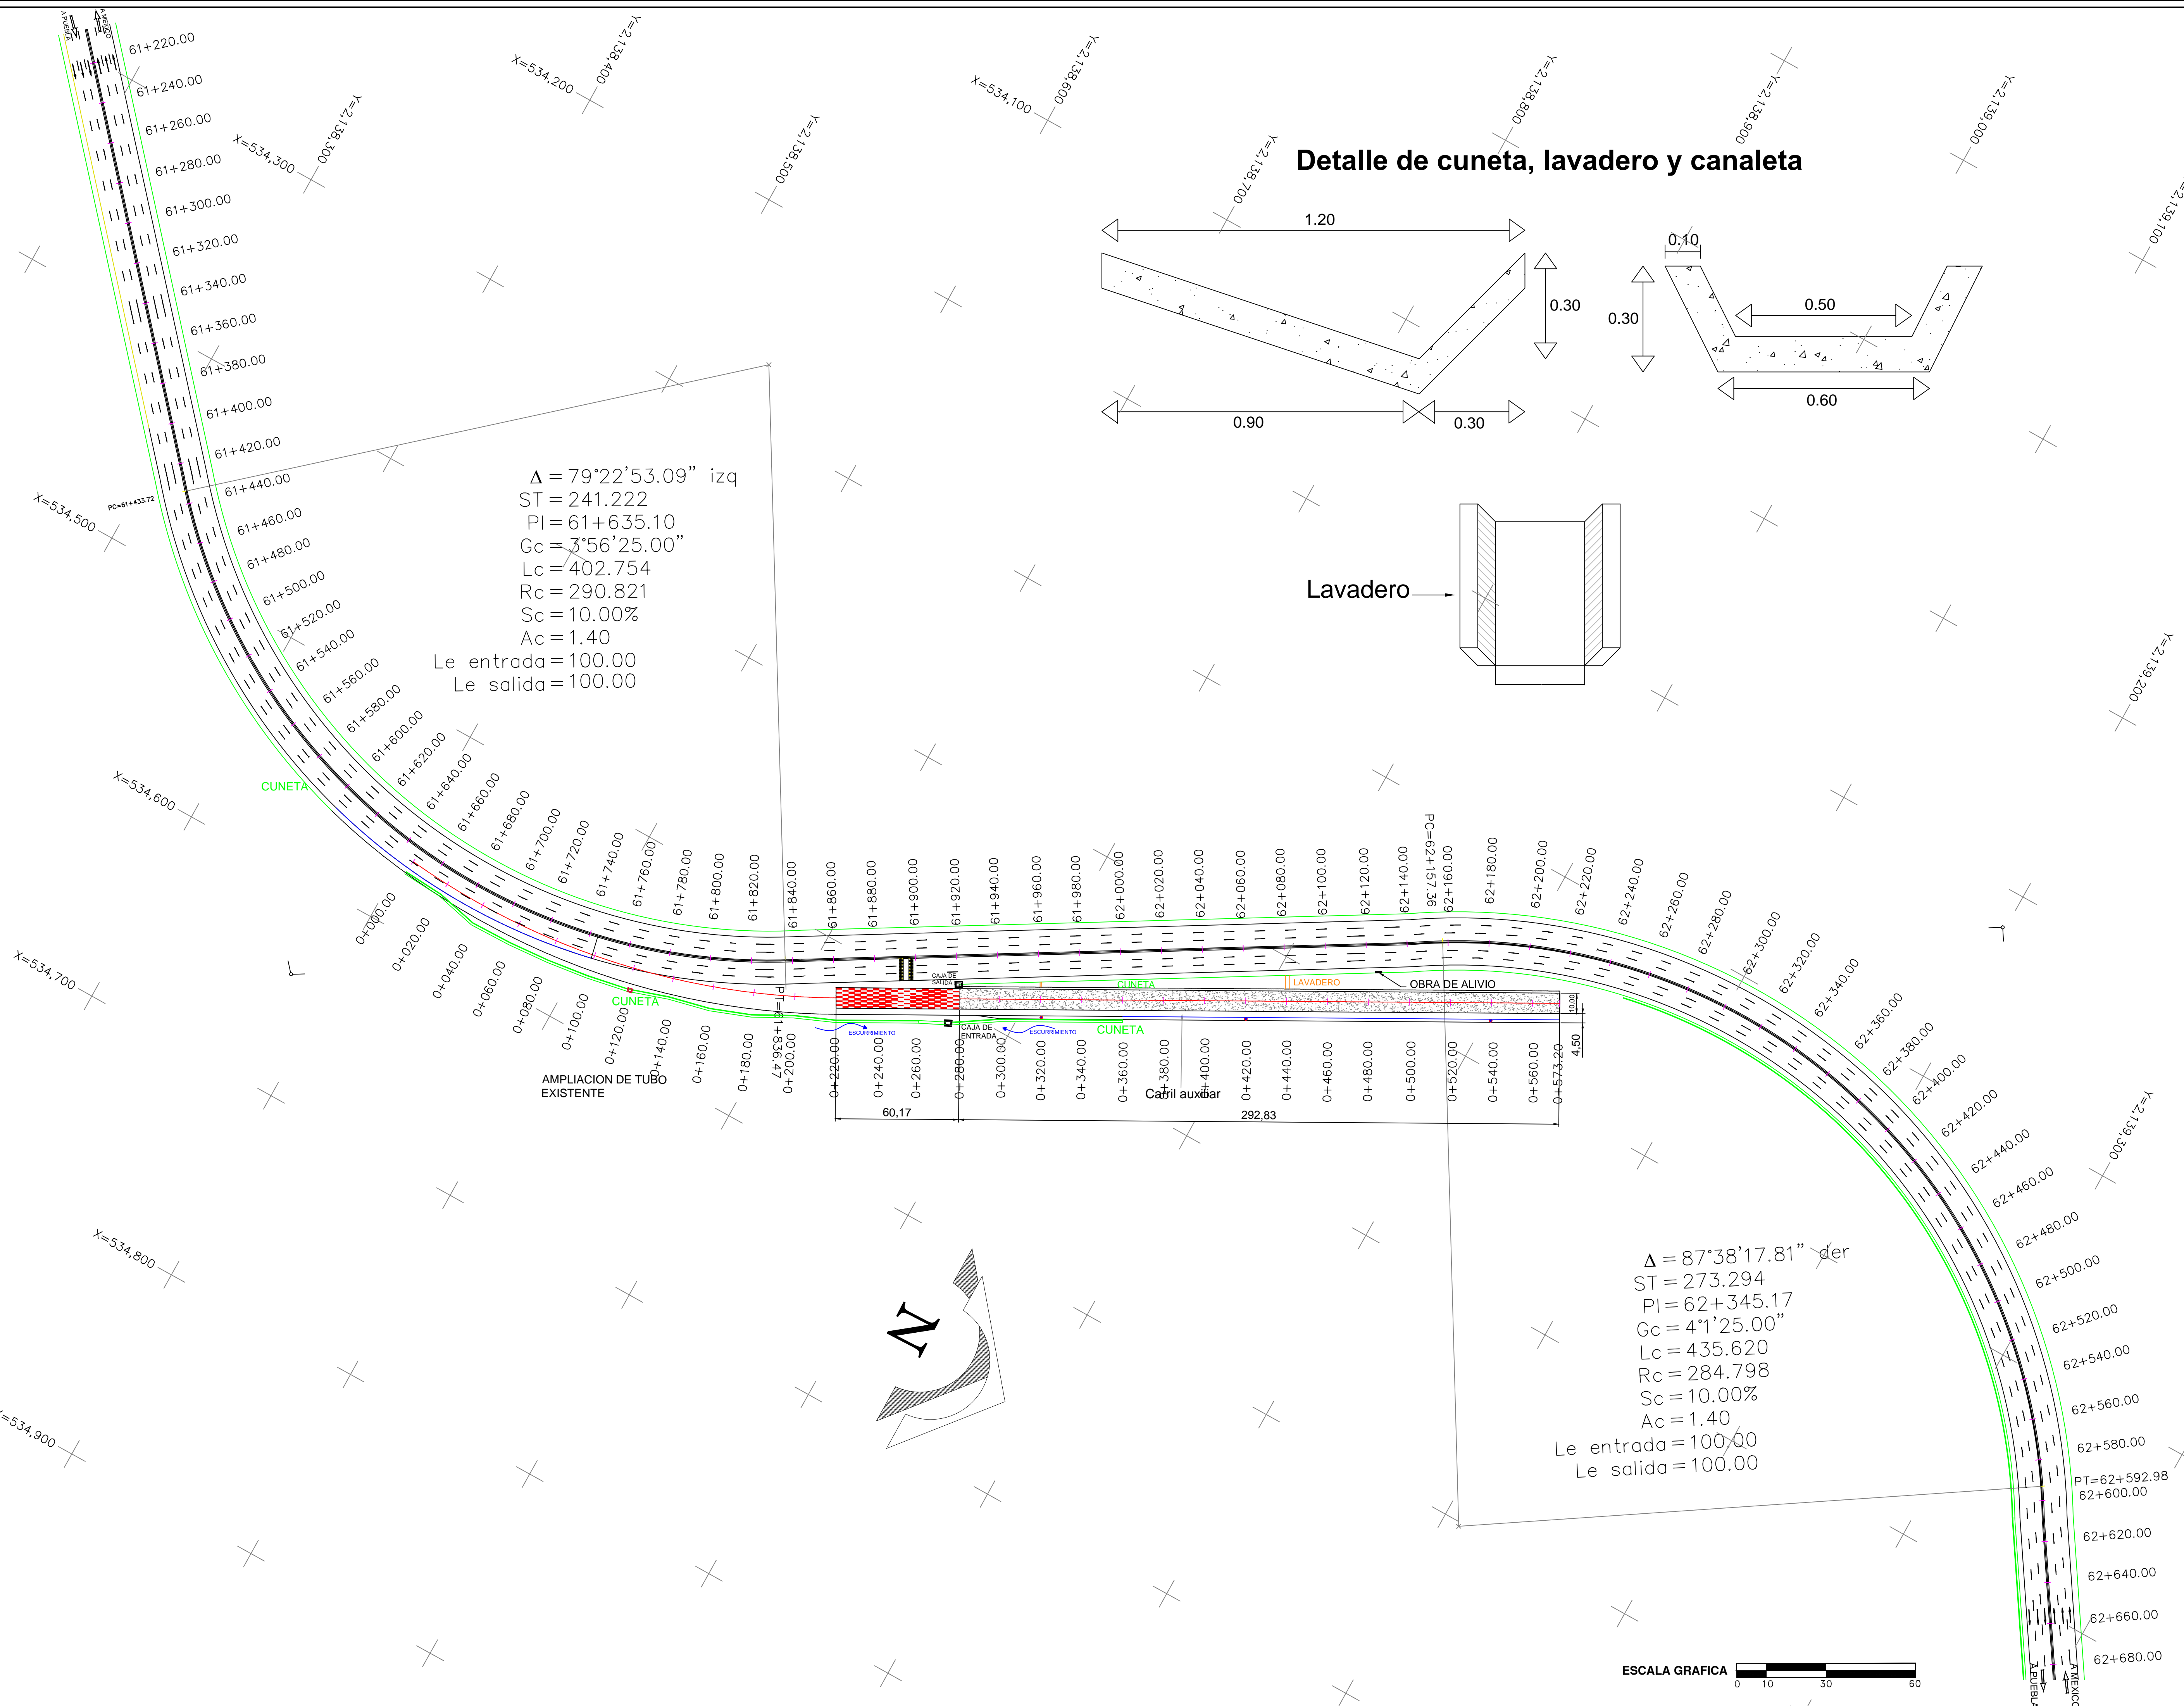 A PUEBLA
A MEXICO
61+220.00
61+240.00
61+260.00
61+280.00
61+300.00
61+320.00
61+340.00
61+360.00
61+380.00
61+400.00
61+420.00
61+440.00
61+460.00
61+480.00
61+500.00
61+520.00
61+540.00
61+560.00
61+580.00
61+600.00
61+620.00
61+640.00
61+660.00
61+680.00
61+700.00
61+720.00
61+740.00
61+760.00
61+780.00
61+800.00
61+820.00
61+840.00
61+860.00
61+880.00
61+900.00
61+920.00
61+940.00
61+960.00
61+980.00
62+000.00
62+020.00
62+040.00
62+060.00
62+080.00
62+100.00
62+120.00
62+140.00
PC=62+157.36
62+160.00
62+180.00
62+200.00
62+220.00
62+240.00
62+260.00
62+280.00
62+300.00
62+320.00
62+340.00
62+360.00
62+380.00
62+400.00
62+420.00
62+440.00
62+460.00
62+480.00
62+500.00
62+520.00
62+540.00
62+560.00
62+580.00
PT=62+592.98
62+600.00
62+620.00
62+640.00
62+660.00
62+680.00
A PUEBLA
A MEXICO
X=534,100
X=534,200
X=534,300
X=534,500
X=534,600
X=534,700
X=534,800
X=534,900
Y=2,138,300
Y=2,138,400
Y=2,138,500
Y=2,138,600
Y=2,138,700
Y=2,138,800
Y=2,138,900
Y=2,139,000
Y=2,139,100
Y=2,139,200
Y=2,139,300
Detalle de cuneta, lavadero y canaleta
1.20
0.30
0.90
0.30
0.10
0.30
0.50
0.60
Lavadero
PC=61+433.72
Δ = 79°22'53.09" izq
ST = 241.222
PI = 61+635.10
Gc = 3°56'25.00"
Lc = 402.754
Rc = 290.821
Sc = 10.00%
Ac = 1.40
Le entrada = 100.00
Le salida = 100.00
CUNETA
CUNETA
CAJA DE
SALIDA
CUNETA
LAVADERO
OBRA DE ALIVIO
10.00
4,50
ESCURRIMIENTO
CAJA DE
ENTRADA
ESCURRIMIENTO
CUNETA
PT=61+836.47
0+000.00
0+020.00
0+040.00
0+060.00
0+080.00
0+100.00
0+120.00
0+140.00
0+160.00
0+180.00
0+200.00
0+220.00
0+240.00
0+260.00
0+280.00
0+300.00
0+320.00
0+340.00
0+360.00
0+380.00
0+400.00
0+420.00
0+440.00
0+460.00
0+480.00
0+500.00
0+520.00
0+540.00
0+560.00
0+573.20
AMPLIACION DE TUBO
EXISTENTE
Carril auxiliar
60,17
292,83
N
Δ = 87°38'17.81" der
ST = 273.294
PI = 62+345.17
Gc = 4°1'25.00"
Lc = 435.620
Rc = 284.798
Sc = 10.00%
Ac = 1.40
Le entrada = 100.00
Le salida = 100.00
ESCALA GRAFICA
0 10 30 60